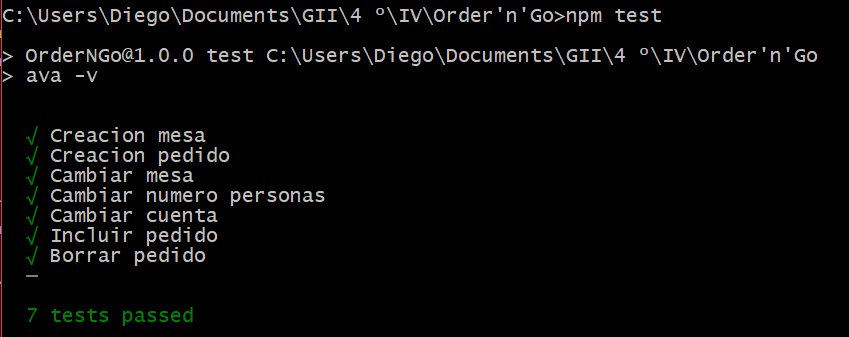 C:\Users\Diego\Documents\GII\4 º\IV\Order'n'Go>npm test
> OrderNGo@1.0.0 test C:\Users\Diego\Documents\GII\4 º\IV\Order'n'Go
> ava -v
√ Creacion mesa
√ Creacion pedido
√ Cambiar mesa
√ Cambiar numero personas
√ Cambiar cuenta
√ Incluir pedido
√ Borrar pedido
─
7 tests passed